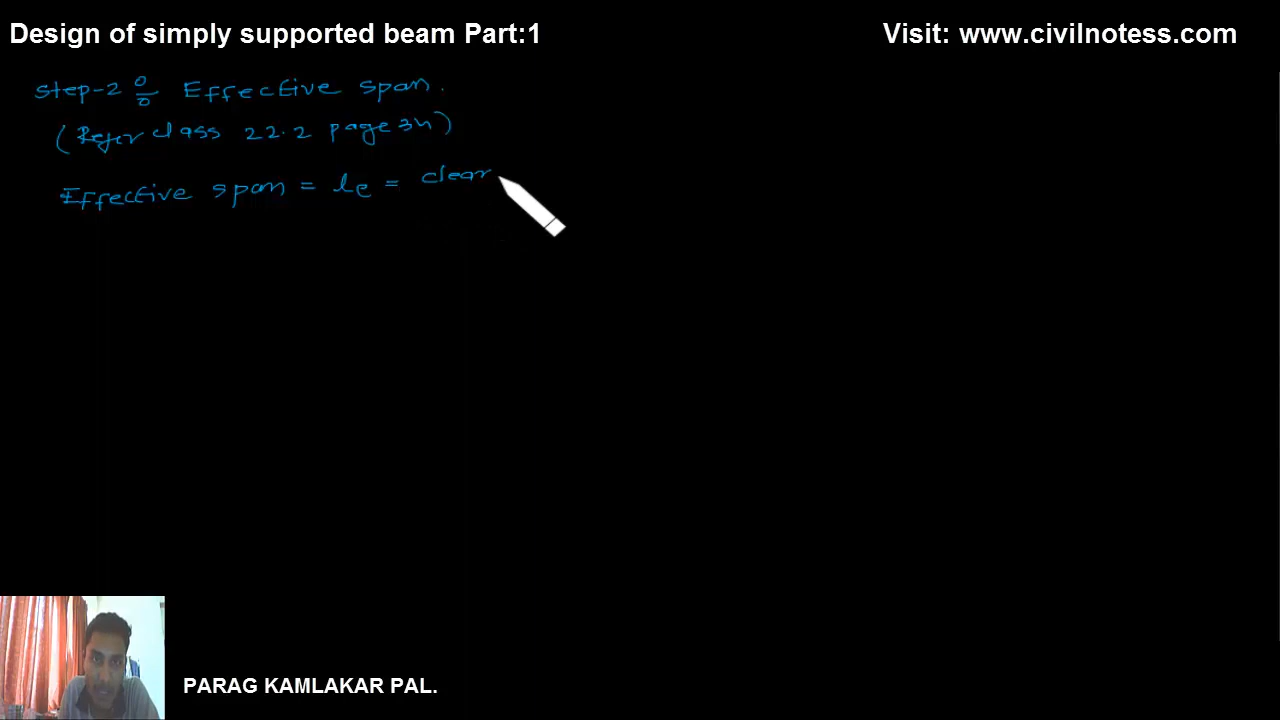 Design of simply supported beam Part:1
Visit: www.civilnotess.com
Step-2 : Effective span.
(Refer class 22.2 page 34)
Effective span = le = clear
PARAG KAMLAKAR PAL.